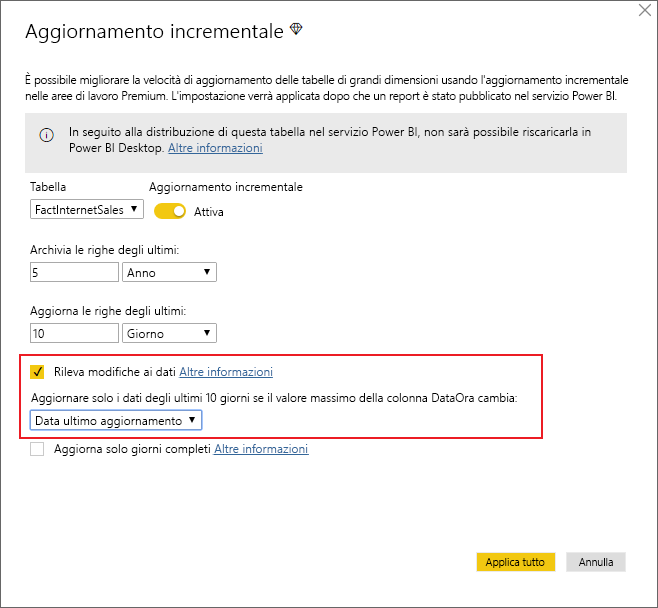 Aggiornamento incrementale
È possibile migliorare la velocità di aggiornamento delle tabelle di grandi dimensioni usando l'aggiornamento incrementale
nelle aree di lavoro Premium. L'impostazione verrà applicata dopo che un report è stato pubblicato nel servizio Power BI.
In seguito alla distribuzione di questa tabella nel servizio Power BI, non sarà possibile riscaricarla in
Power BI Desktop. Altre informazioni
Tabella Aggiornamento incrementale
FactInternetSales Attiva
Archivia le righe degli ultimi:
5 Anno
Aggiorna le righe degli ultimi:
10 Giorno
Rileva modifiche ai dati Altre informazioni
Aggiornare solo i dati degli ultimi 10 giorni se il valore massimo della colonna DataOra cambia:
Data ultimo aggiornamento
Aggiorna solo giorni completi Altre informazioni
Applica tutto Annulla